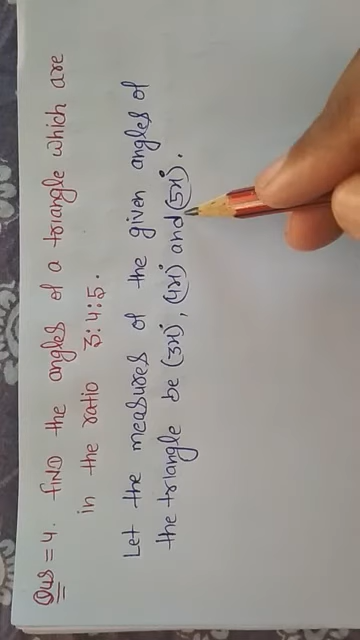 Qus = 4. FIND the angles of a triangle which are
in the ratio 3:4:5.
Let the measures of the given angles of
the triangle be (3x)°, (4x)° and (5x)°.